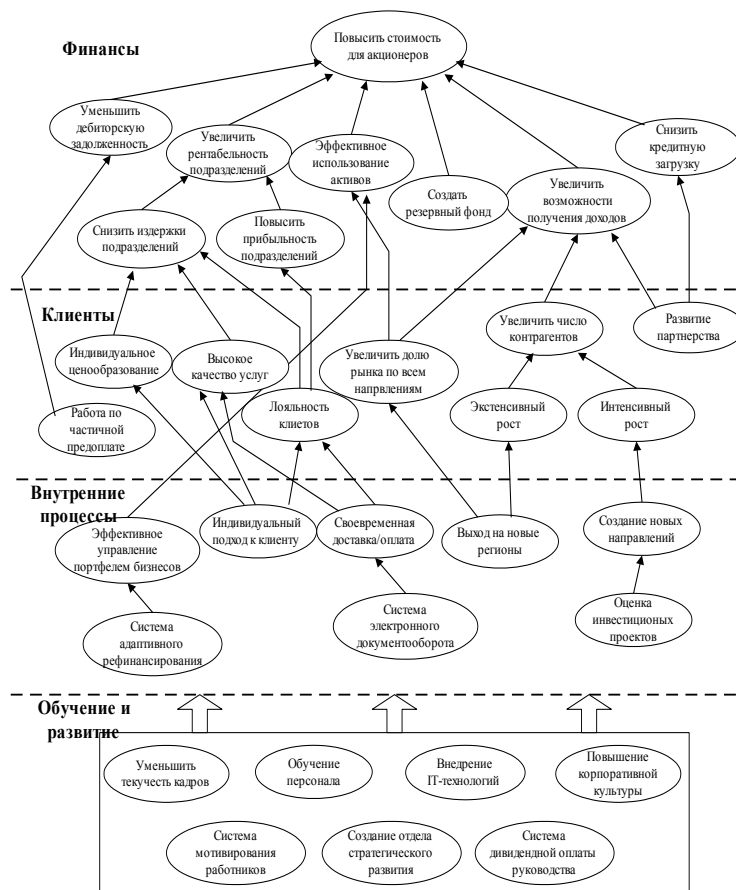 Финансы
Повысить стоимость
для акционеров
Уменьшить
дебиторскую
задолженность
Увеличить
рентабельность
подразделений
Эффективное
использование
активов
Создать
резервный фонд
Увеличить
возможности
получения доходов
Снизить
кредитную
загрузку
Снизить издержки
подразделений
Повысить
прибыльность
подразделений
Клиенты
Индивидуальное
ценообразование
Высокое
качество услуг
Увеличить долю
рынка по всем
напрвлениям
Увеличить число
контрагентов
Развитие
партнерства
Работа по
частичной
предоплате
Лояльность
клиетов
Экстенсивный
рост
Интенсивный
рост
Внутренние
процессы
Эффективное
управление
портфелем бизнесов
Индивидуальный
подход к клиенту
Своевременная
доставка/оплата
Выход на новые
регионы
Создание новых
направлений
Система
адаптивного
рефинансирования
Система
электронного
документооборота
Оценка
инвестиционых
проектов
Обучение и
развитие
Уменьшить
текучесть кадров
Обучение
персонала
Внедрение
IT-технологий
Повышение
корпоративной
культуры
Система
мотивирования
работников
Создание отдела
стратегического
развития
Система
дивидендной оплаты
руководства